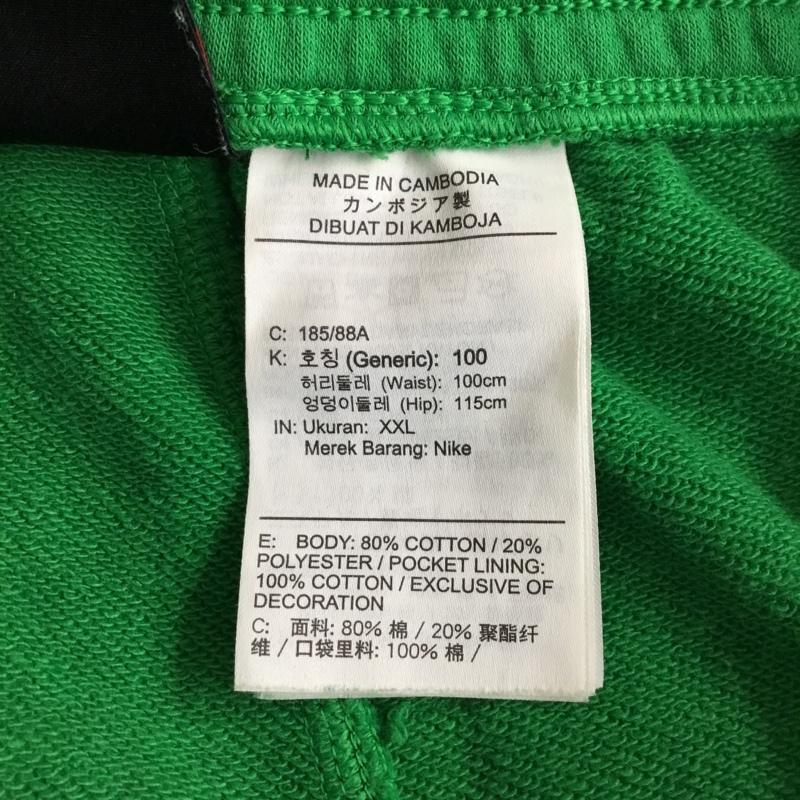 MADE IN CAMBODIA
カンボジア製
DIBUAT DI KAMBOJA
C: 185/88A
K: 호칭 (Generic): 100
허리둘레 (Waist): 100cm
엉덩이둘레 (Hip): 115cm
IN: Ukuran: XXL
Merek Barang: Nike
E: BODY: 80% COTTON / 20%
POLYESTER / POCKET LINING:
100% COTTON / EXCLUSIVE OF
DECORATION
C: 面料: 80% 棉 / 20% 聚酯纤
维 / 口袋里料: 100% 棉 /